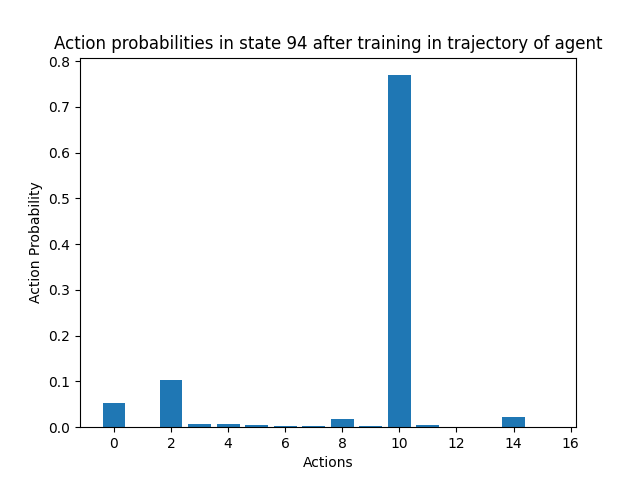 Action probabilities in state 94 after training in trajectory of agent
0.8
0.7
0.6
0.5
0.4
0.3
0.2
0.1
0.0
Action Probability
0 2 4 6 8 10 12 14 16
Actions